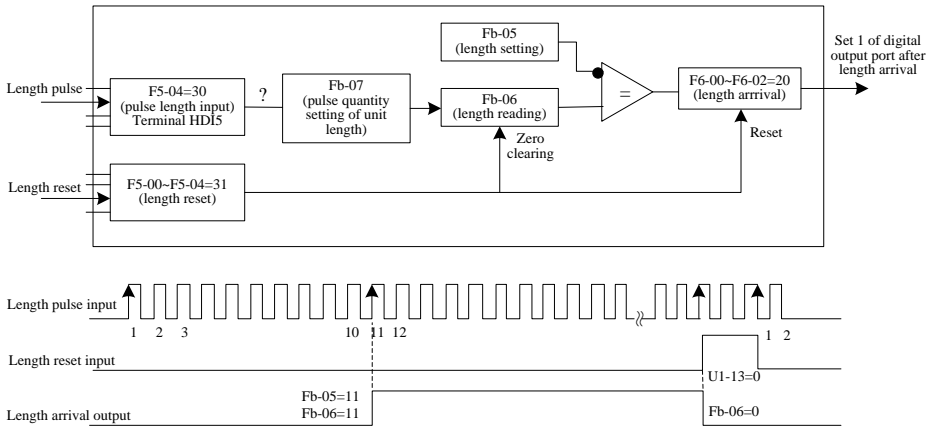 Fb-05
(length setting)
Set 1 of digital
output port after
length arrival
Length pulse
F5-04=30
(pulse length input)
Terminal HDI5
?
Fb-07
(pulse quantity
setting of unit
length)
Fb-06
(length reading)
=
F6-00~F6-02=20
(length arrrival)
Zero
clearing
Reset
Length reset
F5-00~F5-04=31
(length reset)
Length pulse input
1 2 3 10 11 12 1 2
Length reset input
U1-13=0
Fb-05=11
Fb-06=11
Length arrival output
Fb-06=0